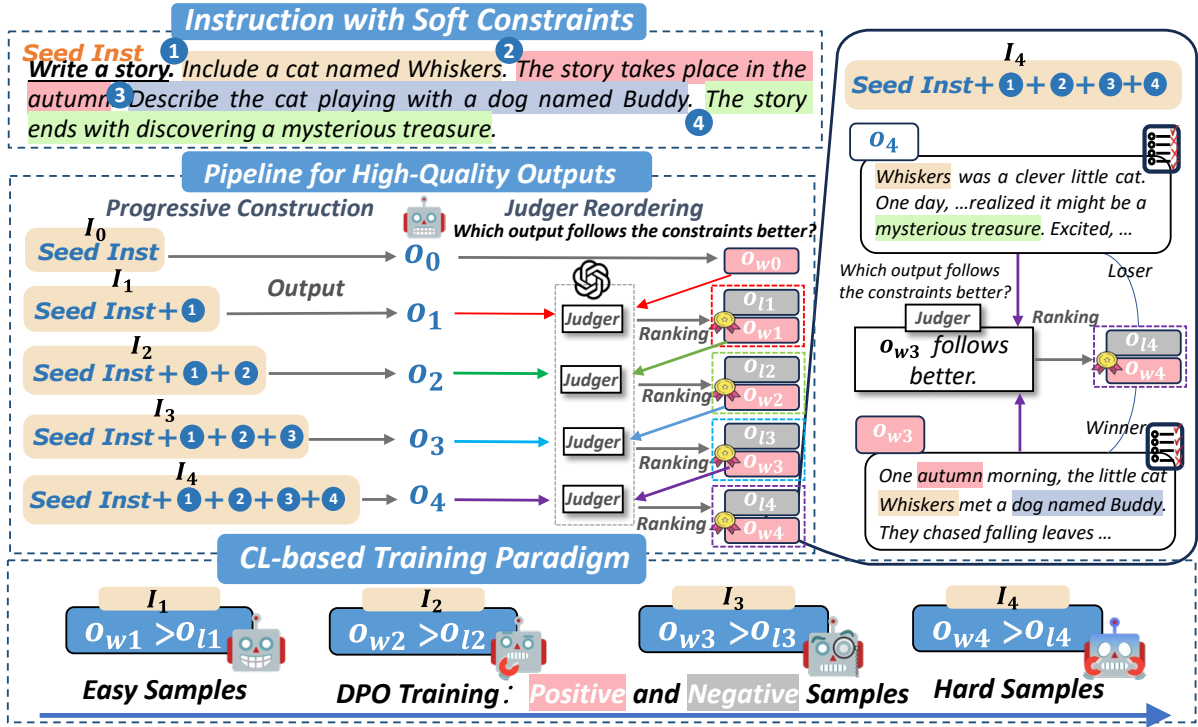 Instruction with Soft Constraints
Seed Inst
1
2
Write a story. Include a cat named Whiskers. The story takes place in the
autumn. 3 Describe the cat playing with a dog named Buddy. The story
ends with discovering a mysterious treasure.
4
Pipeline for High-Quality Outputs
Progressive Construction
Judger Reordering
Which output follows the constraints better?
I0
Seed Inst
o0
ow0
I1
Seed Inst+ 1
Output
o1
Judger
Ranking
ol1
ow1
I2
Seed Inst+ 1 + 2
o2
Judger
Ranking
ol2
ow2
I3
Seed Inst+ 1 + 2 + 3
o3
Judger
Ranking
ol3
ow3
I4
Seed Inst+ 1 + 2 + 3 + 4
o4
Judger
Ranking
ol4
ow4
I4
Seed Inst+ 1 + 2 + 3 + 4
o4
Whiskers was a clever little cat.
One day, ...realized it might be a
mysterious treasure. Excited, ...
Which output follows
the constraints better?
Loser
Judger
Ranking
ow3 follows
better.
ol4
ow4
Winner
ow3
One autumn morning, the little cat
Whiskers met a dog named Buddy.
They chased falling leaves ...
CL-based Training Paradigm
I1
ow1 >ol1
I2
ow2 >ol2
I3
ow3 >ol3
I4
ow4 >ol4
Easy Samples
DPO Training: Positive and Negative Samples
Hard Samples